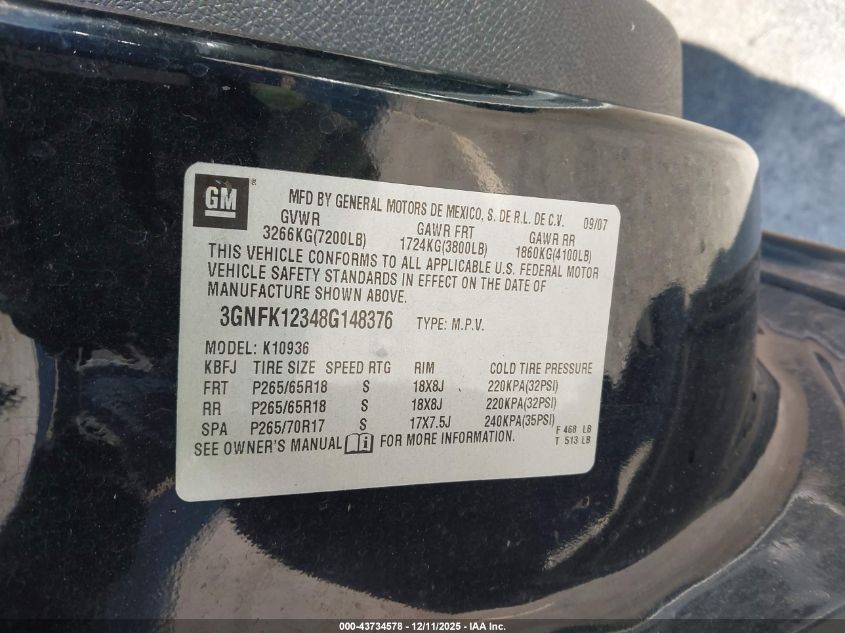 GM
MFD BY GENERAL MOTORS DE MEXICO, S. DE R.L. DE C.V. 09/07
GVWR GAWR FRT GAWR RR
3266KG(7200LB) 1724KG(3800LB) 1860KG(4100LB)
THIS VEHICLE CONFORMS TO ALL APPLICABLE U.S. FEDERAL MOTOR
VEHICLE SAFETY STANDARDS IN EFFECT ON THE DATE OF
MANUFACTURE SHOWN ABOVE.
3GNFK12348G148376 TYPE: M.P.V.
MODEL: K10936
KBFJ TIRE SIZE SPEED RTG RIM COLD TIRE PRESSURE
FRT P265/65R18 S 18X8J 220KPA(32PSI)
RR P265/65R18 S 18X8J 220KPA(32PSI)
SPA P265/70R17 S 17X7.5J 240KPA(35PSI) F 468 LB
SEE OWNER'S MANUAL FOR MORE INFORMATION. T 513 LB
000-43734578 - 12/11/2025 - IAA Inc.